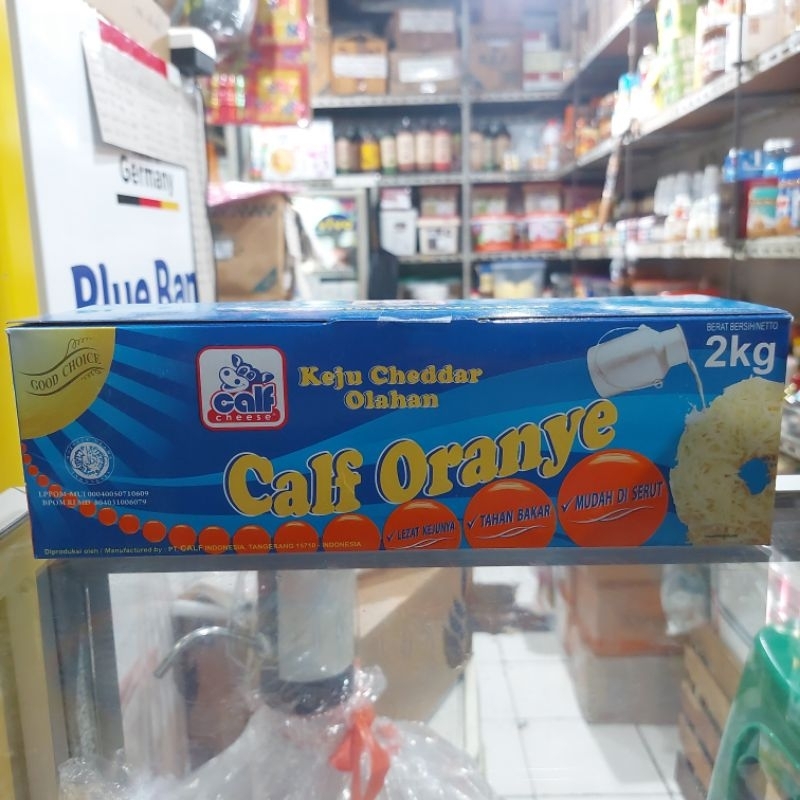 Germany
Blue Ban
GOOD CHOICE
calf
cheese
Keju Cheddar
Olahan
BERAT BERSIH/NETTO
2kg
Calf Oranye
LPPOM-MUI 00040050710609
BPOM RI MD 804031006079
✓ LEZAT KEJUNYA
✓ TAHAN BAKAR
✓ MUDAH DI SERUT
Diproduksi oleh / Manufactured by PT. CALF INDONESIA, TANGERANG 15710 - INDONESIA